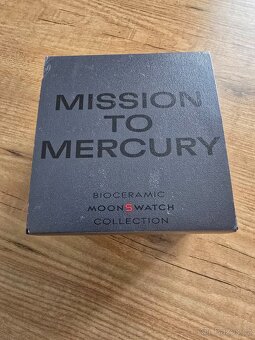 MISSION
TO
MERCURY
BIOCERAMIC
MOONSWATCH
COLLECTION